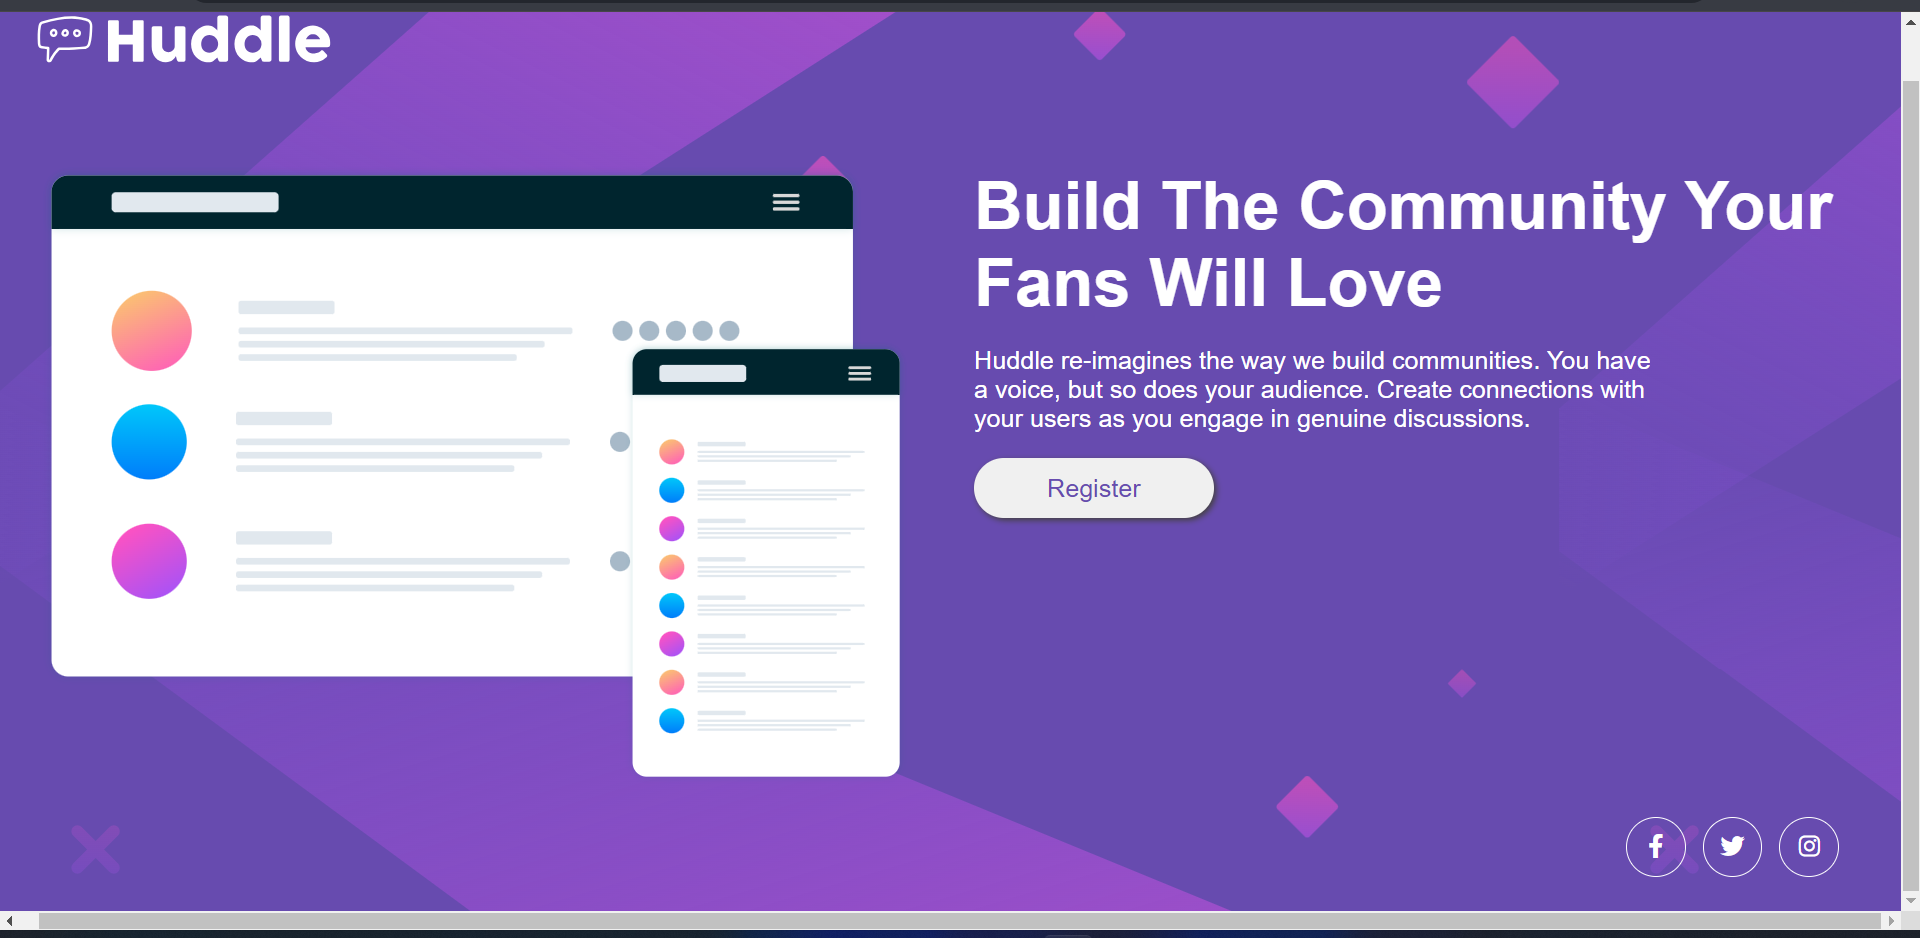 Huddle
Build The Community Your
Fans Will Love
Huddle re-imagines the way we build communities. You have
a voice, but so does your audience. Create connections with
your users as you engage in genuine discussions.
Register